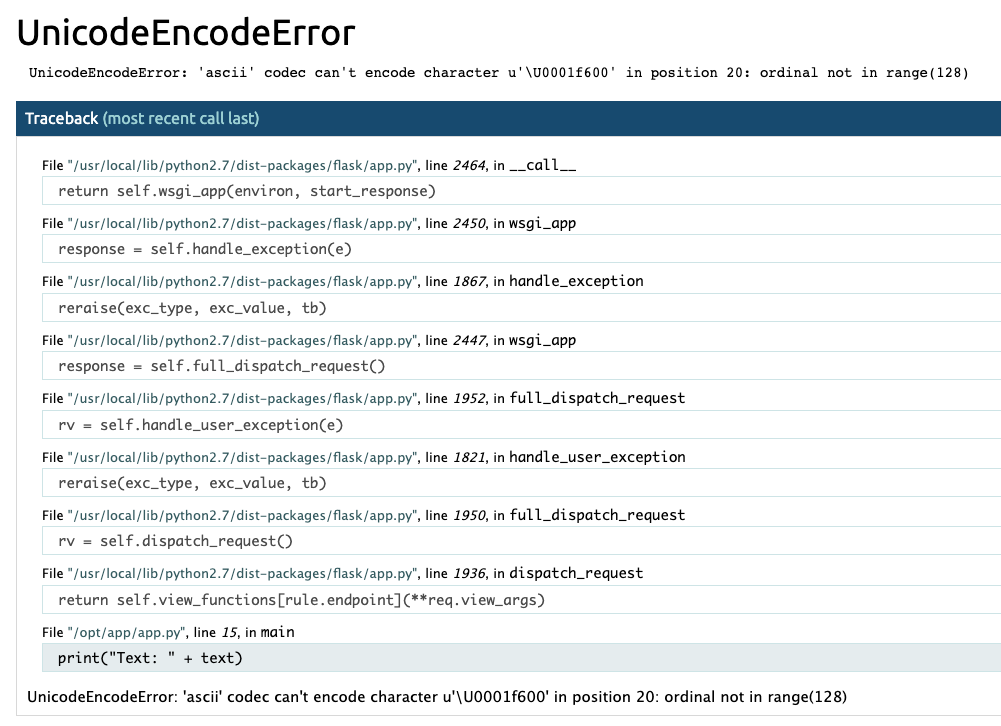 UnicodeEncodeError
UnicodeEncodeError: 'ascii' codec can't encode character u'\U0001f600' in position 20: ordinal not in range(128)
Traceback (most recent call last)
File "/usr/local/lib/python2.7/dist-packages/flask/app.py", line 2464, in __call__
return self.wsgi_app(environ, start_response)
File "/usr/local/lib/python2.7/dist-packages/flask/app.py", line 2450, in wsgi_app
response = self.handle_exception(e)
File "/usr/local/lib/python2.7/dist-packages/flask/app.py", line 1867, in handle_exception
reraise(exc_type, exc_value, tb)
File "/usr/local/lib/python2.7/dist-packages/flask/app.py", line 2447, in wsgi_app
response = self.full_dispatch_request()
File "/usr/local/lib/python2.7/dist-packages/flask/app.py", line 1952, in full_dispatch_request
rv = self.handle_user_exception(e)
File "/usr/local/lib/python2.7/dist-packages/flask/app.py", line 1821, in handle_user_exception
reraise(exc_type, exc_value, tb)
File "/usr/local/lib/python2.7/dist-packages/flask/app.py", line 1950, in full_dispatch_request
rv = self.dispatch_request()
File "/usr/local/lib/python2.7/dist-packages/flask/app.py", line 1936, in dispatch_request
return self.view_functions[rule.endpoint](**req.view_args)
File "/opt/app/app.py", line 15, in main
print("Text: " + text)
UnicodeEncodeError: 'ascii' codec can't encode character u'\U0001f600' in position 20: ordinal not in range(128)